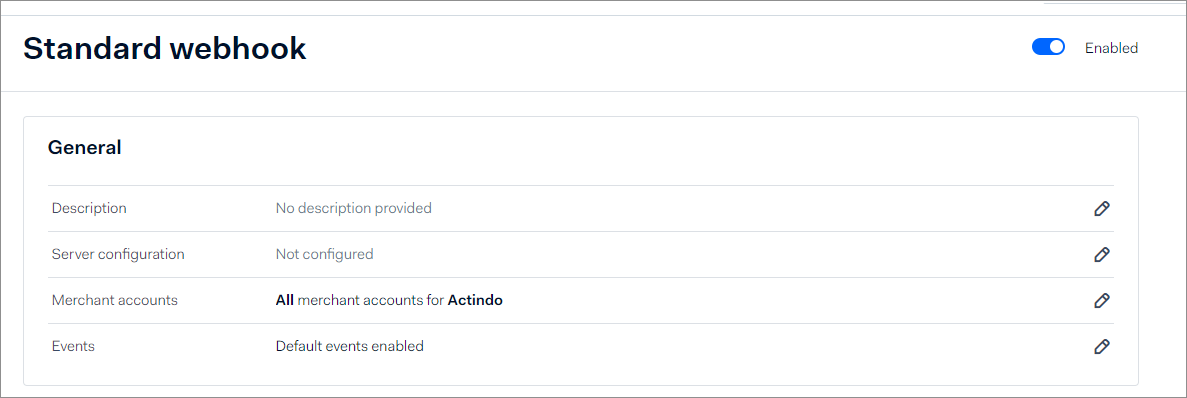 Standard webhook
Enabled
General
Description No description provided
Server configuration Not configured
Merchant accounts All merchant accounts for Actindo
Events Default events enabled